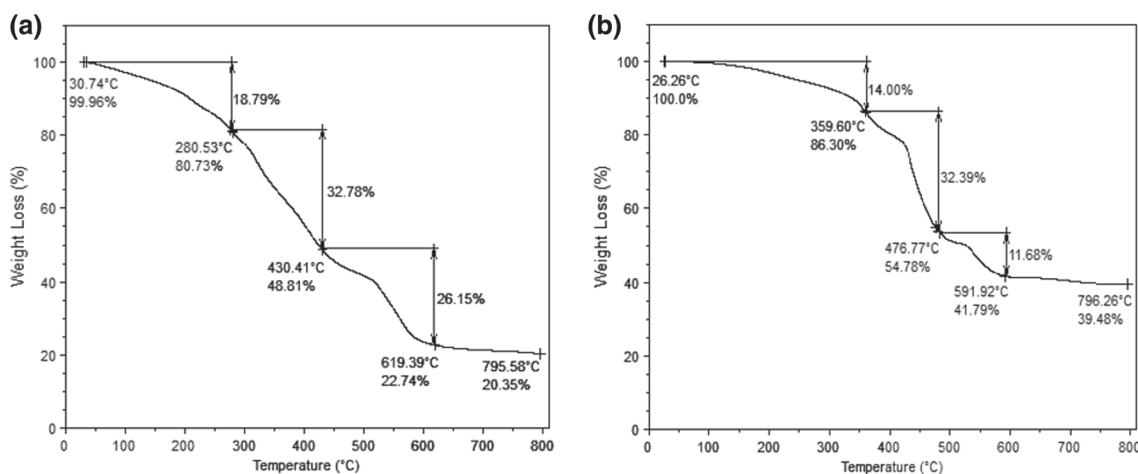 (a)
100
80
60
40
20
0
Weight Loss (%)
30.74°C
99.96%
18.79%
280.53°C
80.73%
32.78%
430.41°C
48.81%
26.15%
619.39°C
22.74%
795.58°C
20.35%
0 100 200 300 400 500 600 700 800
Temperature (°C)
(b)
100
80
60
40
20
0
Weight Loss (%)
26.26°C
100.0%
14.00%
359.60°C
86.30%
32.39%
476.77°C
54.78%
11.68%
591.92°C
41.79%
796.26°C
39.48%
0 100 200 300 400 500 600 700 800
Temperature (°C)